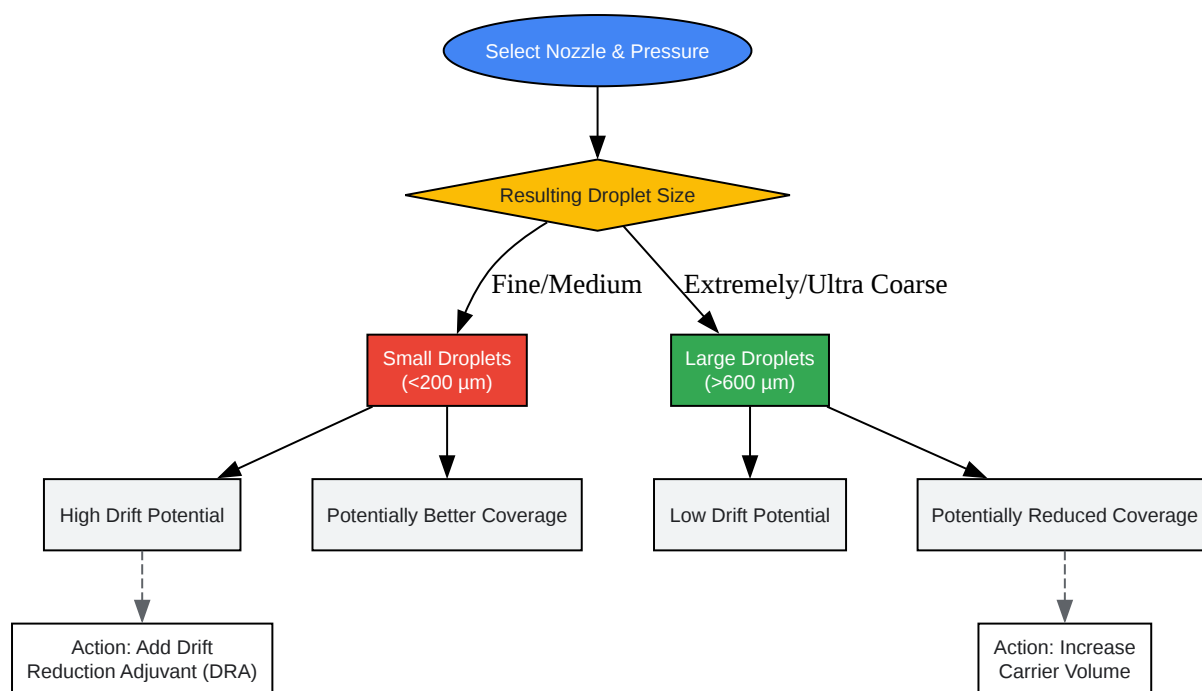 Select Nozzle & Pressure
Resulting Droplet Size
Fine/Medium
Extremely/Ultra Coarse
Small Droplets
(<200 µm)
Large Droplets
(>600 µm)
High Drift Potential
Potentially Better Coverage
Low Drift Potential
Potentially Reduced Coverage
Action: Add Drift
Reduction Adjuvant (DRA)
Action: Increase
Carrier Volume